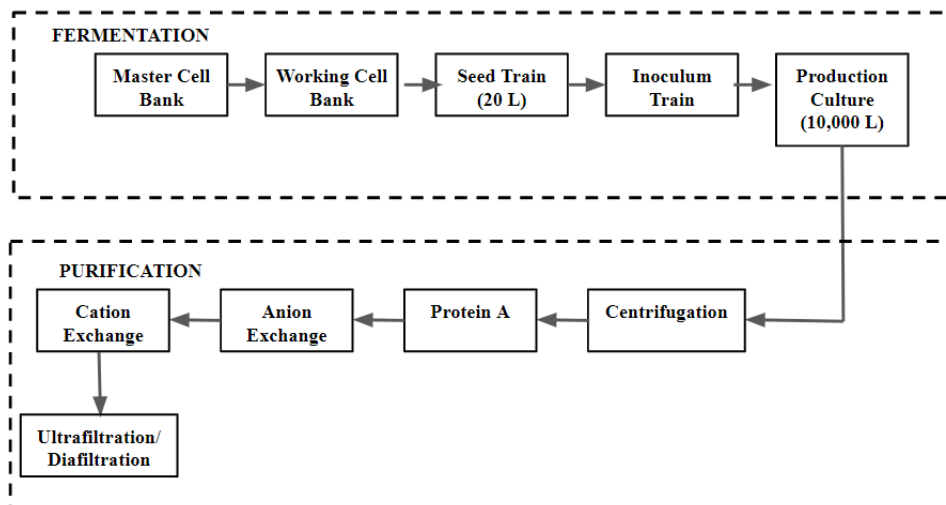 FERMENTATION
Master Cell
Bank
Working Cell
Bank
Seed Train
(20 L)
Inoculum
Train
Production
Culture
(10,000 L)
PURIFICATION
Centrifugation
Protein A
Anion
Exchange
Cation
Exchange
Ultrafiltration/
Diafiltration